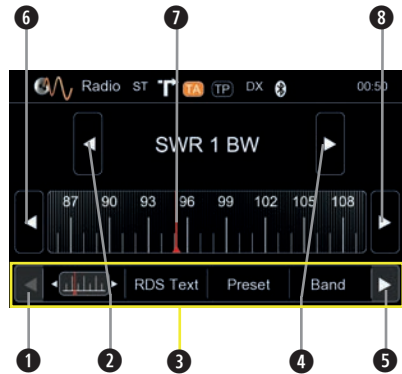 6 7 8
Radio ST TA TP DX 00:50
SWR 1 BW
87 90 93 96 99 102 105 108
RDS Text Preset Band
1 2 3 4 5